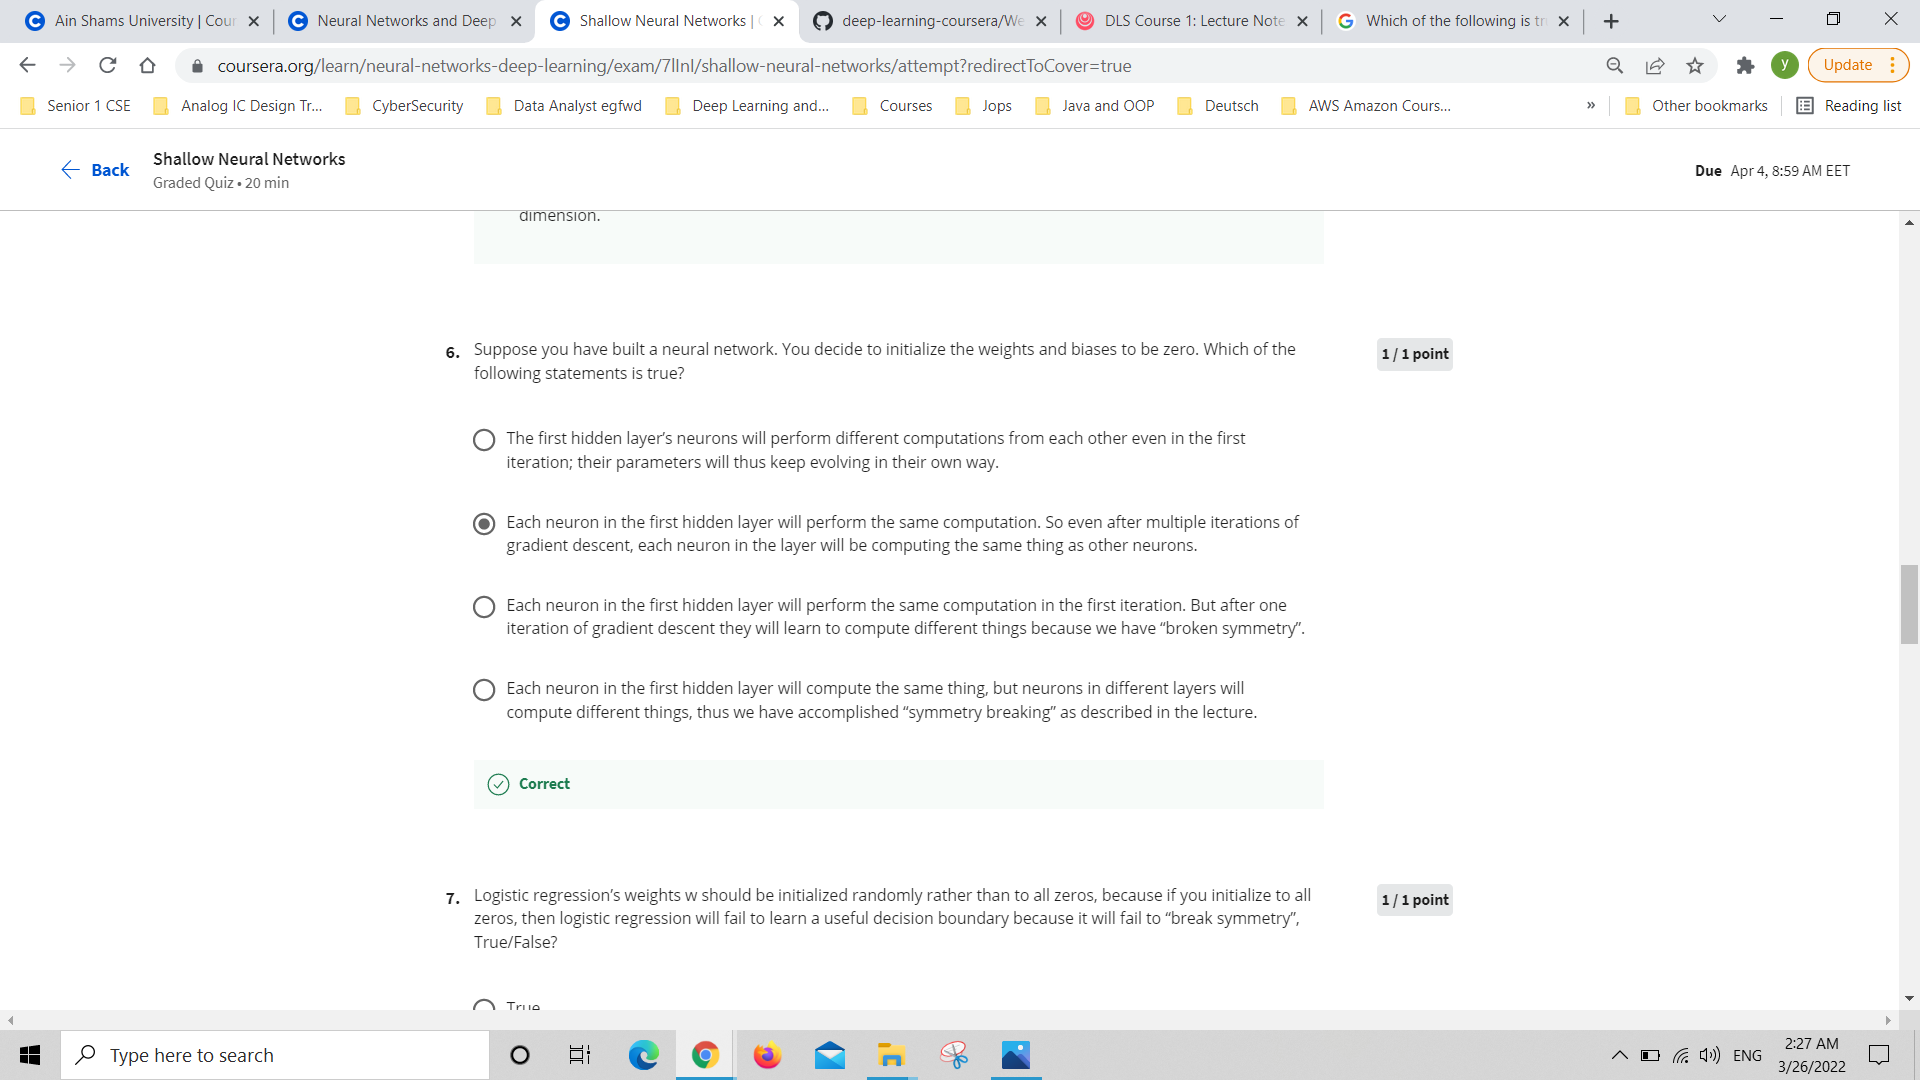 Ain Shams University | Cour
Neural Networks and Deep
Shallow Neural Networks |
deep-learning-coursera/We
DLS Course 1: Lecture Note
Which of the following is tr
coursera.org/learn/neural-networks-deep-learning/exam/7lInI/shallow-neural-networks/attempt?redirectToCover=true
y
Update
Senior 1 CSE
Analog IC Design Tr...
CyberSecurity
Data Analyst egfwd
Deep Learning and...
Courses
Jops
Java and OOP
Deutsch
AWS Amazon Cours...
»
Other bookmarks
Reading list
Back
Shallow Neural Networks
Graded Quiz • 20 min
Due Apr 4, 8:59 AM EET
dimension.
6. Suppose you have built a neural network. You decide to initialize the weights and biases to be zero. Which of the
following statements is true?
1 / 1 point
The first hidden layer’s neurons will perform different computations from each other even in the first
iteration; their parameters will thus keep evolving in their own way.
Each neuron in the first hidden layer will perform the same computation. So even after multiple iterations of
gradient descent, each neuron in the layer will be computing the same thing as other neurons.
Each neuron in the first hidden layer will perform the same computation in the first iteration. But after one
iteration of gradient descent they will learn to compute different things because we have “broken symmetry”.
Each neuron in the first hidden layer will compute the same thing, but neurons in different layers will
compute different things, thus we have accomplished “symmetry breaking” as described in the lecture.
Correct
7. Logistic regression’s weights w should be initialized randomly rather than to all zeros, because if you initialize to all
zeros, then logistic regression will fail to learn a useful decision boundary because it will fail to “break symmetry”,
True/False?
1 / 1 point
True
Type here to search
ENG
2:27 AM
3/26/2022